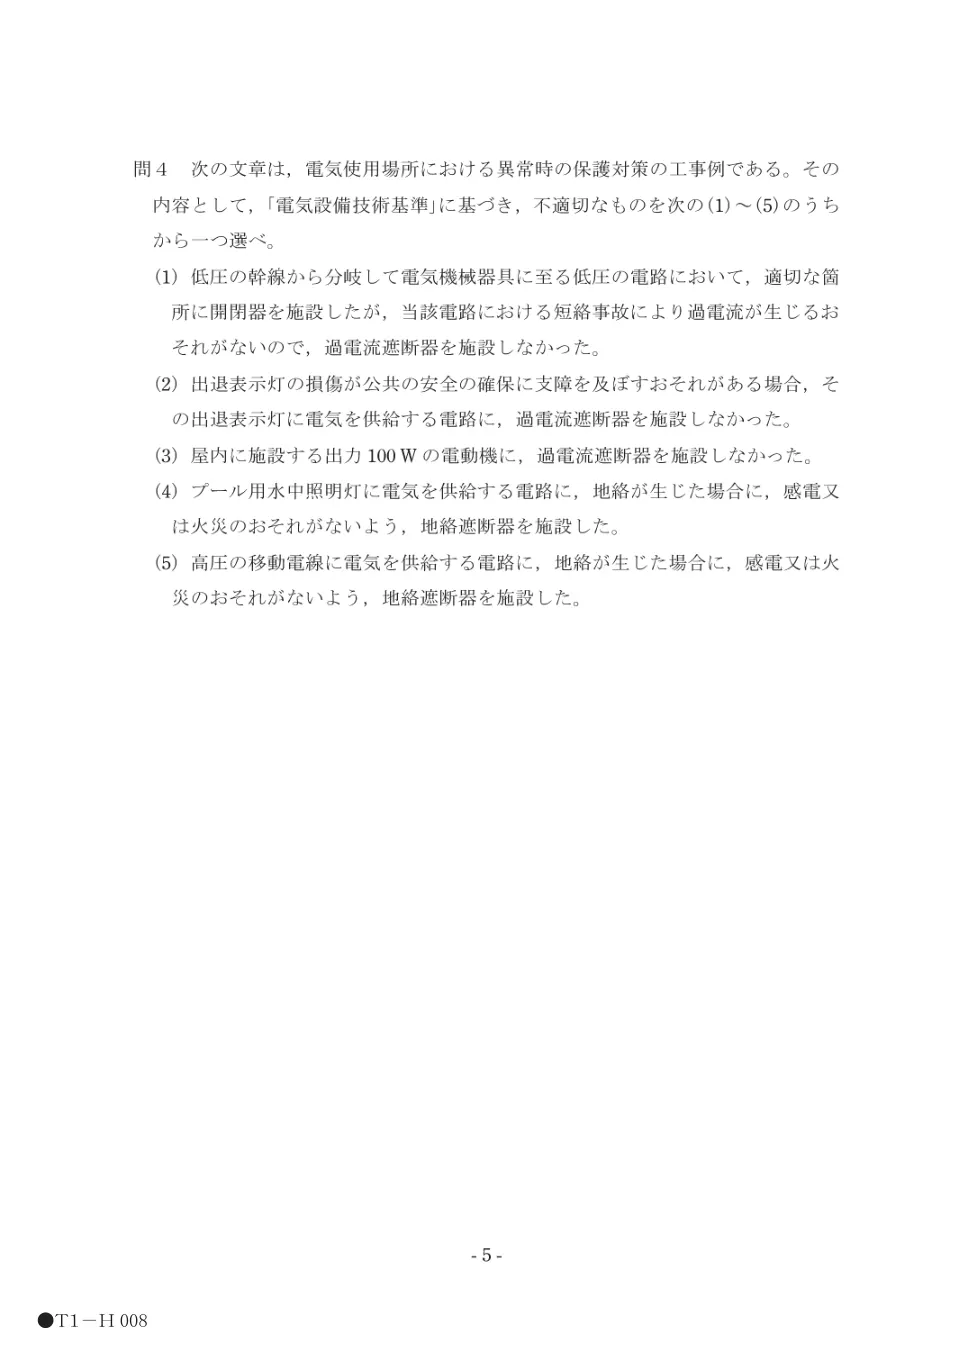 問４　次の文章は，電気使用場所における異常時の保護対策の工事例である。その
内容として，「電気設備技術基準」に基づき，不適切なものを次の(1)～(5)のうち
から一つ選べ。
(1) 低圧の幹線から分岐して電気機械器具に至る低圧の電路において，適切な箇
所に開閉器を施設したが，当該電路における短絡事故により過電流が生じるお
それがないので，過電流遮断器を施設しなかった。
(2) 出退表示灯の損傷が公共の安全の確保に支障を及ぼすおそれがある場合，そ
の出退表示灯に電気を供給する電路に，過電流遮断器を施設しなかった。
(3) 屋内に施設する出力 100 W の電動機に，過電流遮断器を施設しなかった。
(4) プール用水中照明灯に電気を供給する電路に，地絡が生じた場合に，感電又
は火災のおそれがないよう，地絡遮断器を施設した。
(5) 高圧の移動電線に電気を供給する電路に，地絡が生じた場合に，感電又は火
災のおそれがないよう，地絡遮断器を施設した。
- 5 -
●T1－H 008